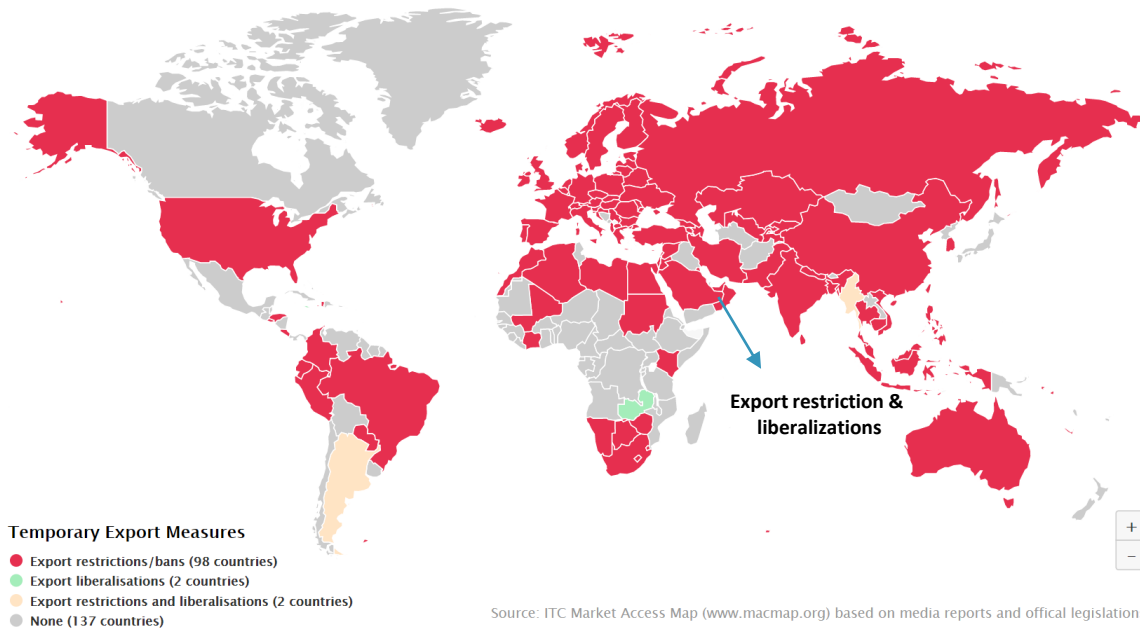 Export restriction &
liberalizations
Temporary Export Measures
Export restrictions/bans (98 countries)
Export liberalisations (2 countries)
Export restrictions and liberalisations (2 countries)
None (137 countries)
+
−
Source: ITC Market Access Map (www.macmap.org) based on media reports and offical legislation